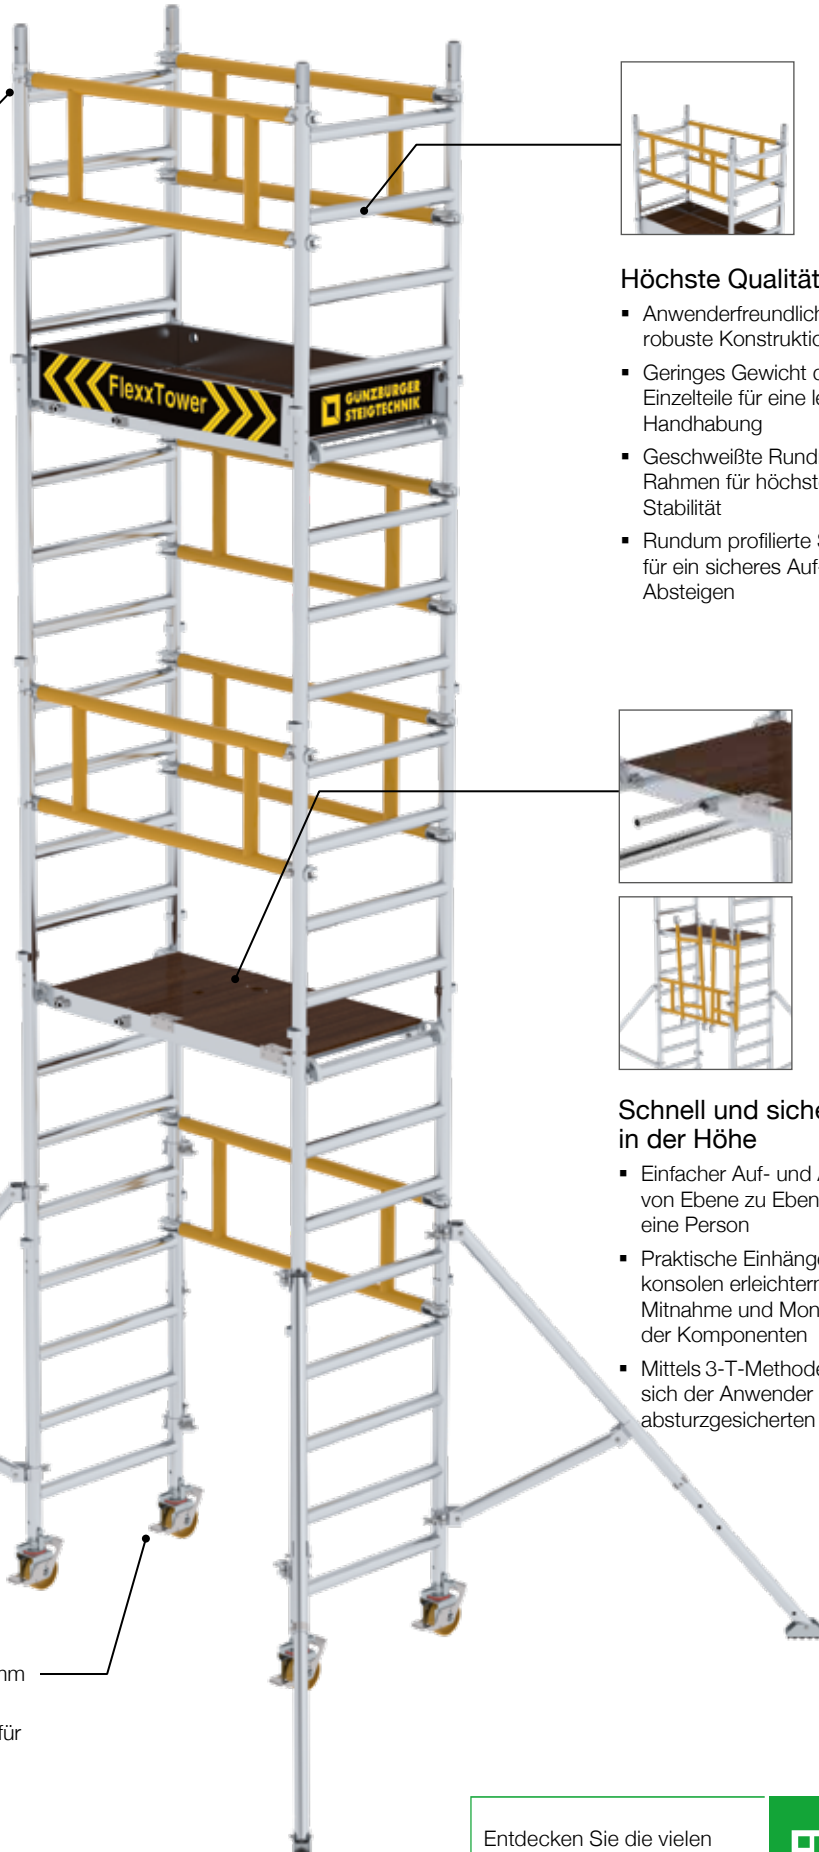 FlexxTower
GÜNZBURGER
STEIGTECHNIK
Höchste Qualität
▪ Anwenderfreundlich
robuste Konstruktio
▪ Geringes Gewicht d
Einzelteile für eine le
Handhabung
▪ Geschweißte Rund
Rahmen für höchste
Stabilität
▪ Rundum profilierte S
für ein sicheres Auf-
Absteigen
Schnell und siche
in der Höhe
▪ Einfacher Auf- und A
von Ebene zu Eben
eine Person
▪ Praktische Einhänge
konsolen erleichtern
Mitnahme und Mon
der Komponenten
▪ Mittels 3-T-Methode
sich der Anwender
absturzgesicherten
mm
für
Entdecken Sie die vielen